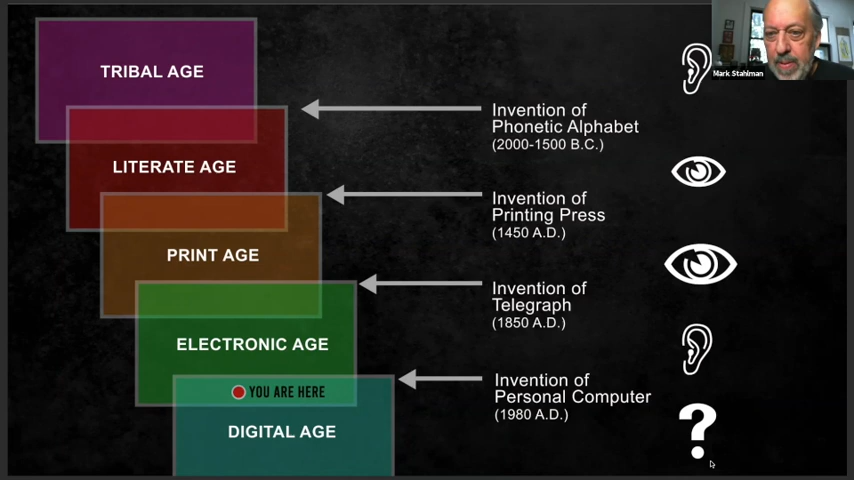 TRIBAL AGE
Mark Stahlman
Invention of
Phonetic Alphabet
(2000-1500 B.C.)
LITERATE AGE
Invention of
Printing Press
(1450 A.D.)
PRINT AGE
Invention of
Telegraph
(1850 A.D.)
ELECTRONIC AGE
Invention of
Personal Computer
(1980 A.D.)
YOU ARE HERE
DIGITAL AGE
?